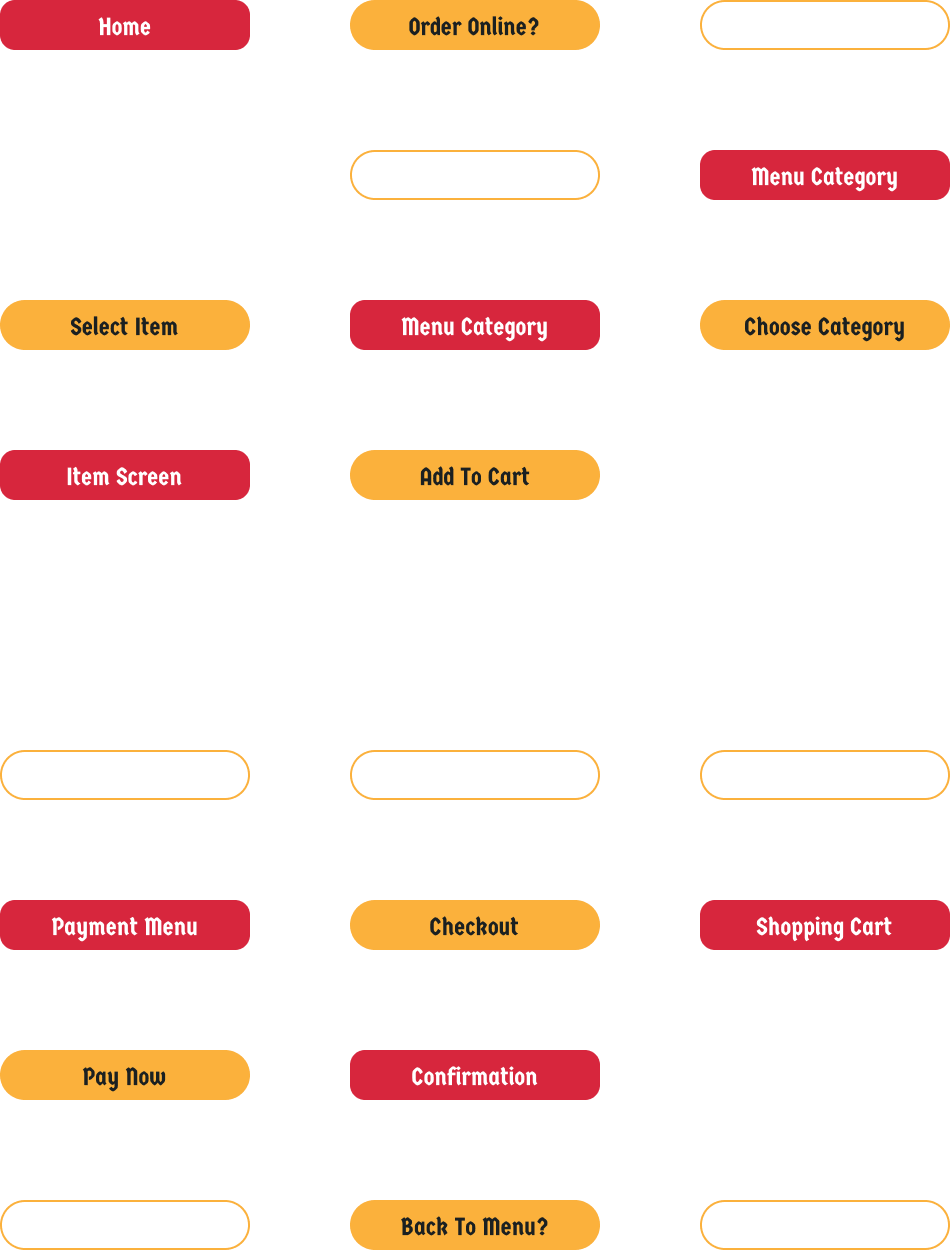 Home
Order Online?
Menu Category
Select Item
Menu Category
Choose Category
Item Screen
Add To Cart
Payment Menu
Checkout
Shopping Cart
Pay Now
Confirmation
Back To Menu?